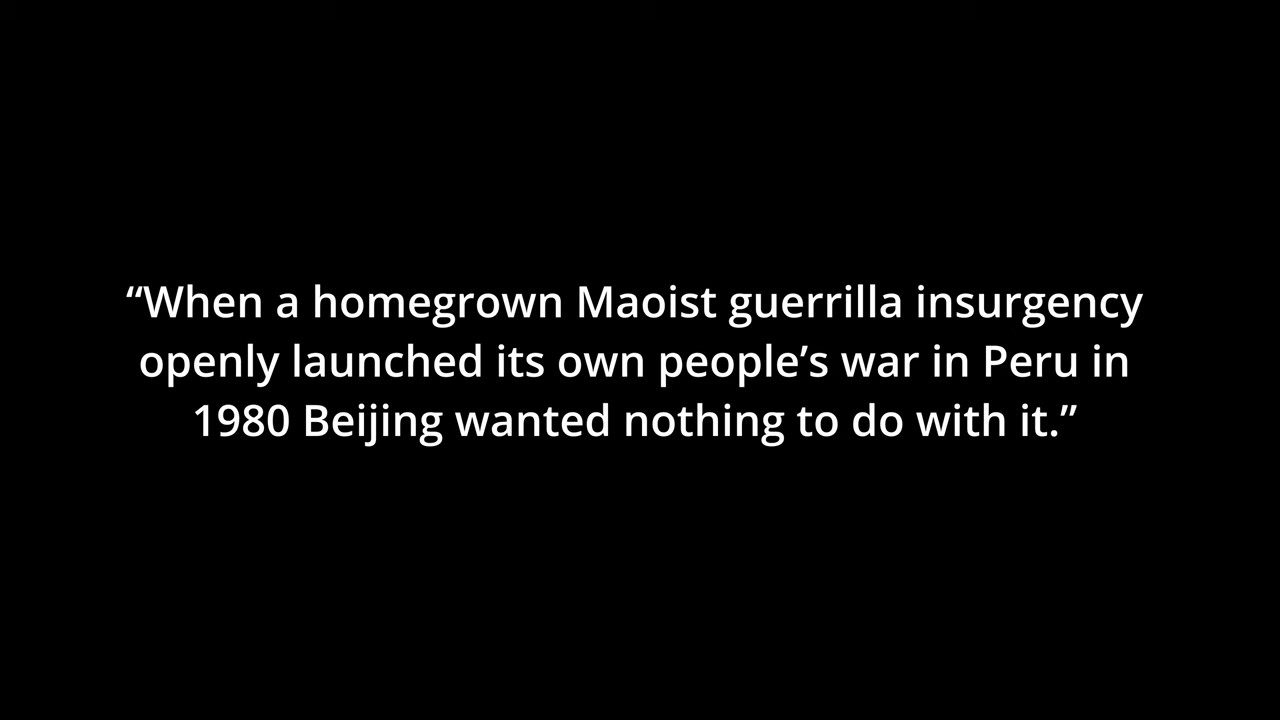 “When a homegrown Maoist guerrilla insurgency
openly launched its own people’s war in Peru in
1980 Beijing wanted nothing to do with it.”